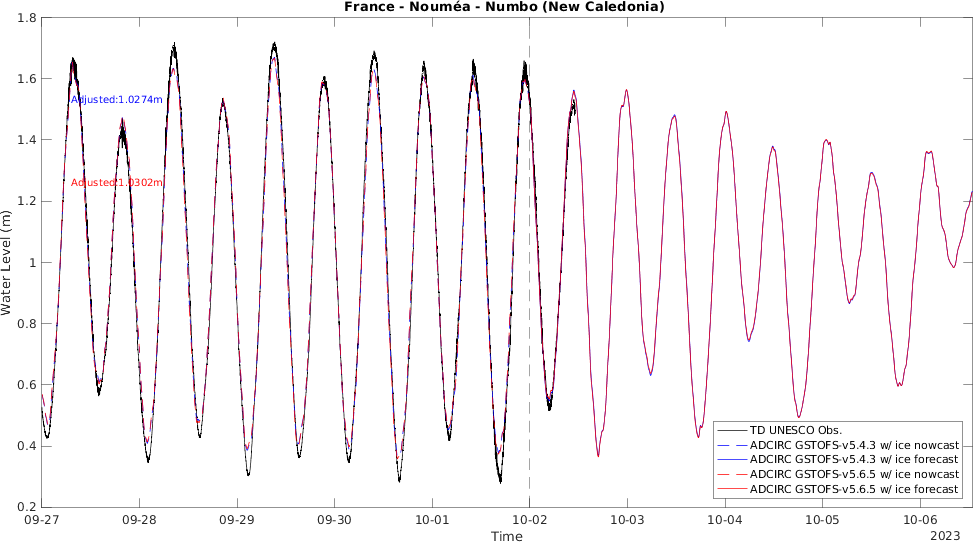 France - Nouméa - Numbo (New Caledonia)
1.8
1.6
1.4
1.2
1
0.8
0.6
0.4
0.2
Water Level (m)
Adjusted:1.0274m
Adjusted:1.0302m
TD UNESCO Obs.
ADCIRC GSTOFS-v5.4.3 w/ ice nowcast
ADCIRC GSTOFS-v5.4.3 w/ ice forecast
ADCIRC GSTOFS-v5.6.5 w/ ice nowcast
ADCIRC GSTOFS-v5.6.5 w/ ice forecast
09-27 09-28 09-29 09-30 10-01 10-02 10-03 10-04 10-05 10-06
Time
2023